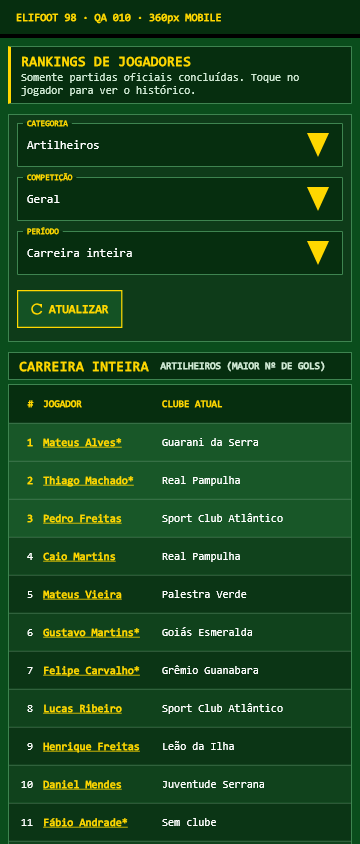 ELIFOOT 98 · QA 010 · 360px MOBILE
RANKINGS DE JOGADORES
Somente partidas oficiais concluídas. Toque no
jogador para ver o histórico.
CATEGORIA
Artilheiros
COMPETIÇÃO
Geral
PERÍODO
Carreira inteira
ATUALIZAR
CARREIRA INTEIRA ARTILHEIROS (MAIOR Nº DE GOLS)
# JOGADOR CLUBE ATUAL
1 Mateus Alves* Guarani da Serra
2 Thiago Machado* Real Pampulha
3 Pedro Freitas Sport Club Atlântico
4 Caio Martins Real Pampulha
5 Mateus Vieira Palestra Verde
6 Gustavo Martins* Goiás Esmeralda
7 Felipe Carvalho* Grêmio Guanabara
8 Lucas Ribeiro Sport Club Atlântico
9 Henrique Freitas Leão da Ilha
10 Daniel Mendes Juventude Serrana
11 Fábio Andrade* Sem clube